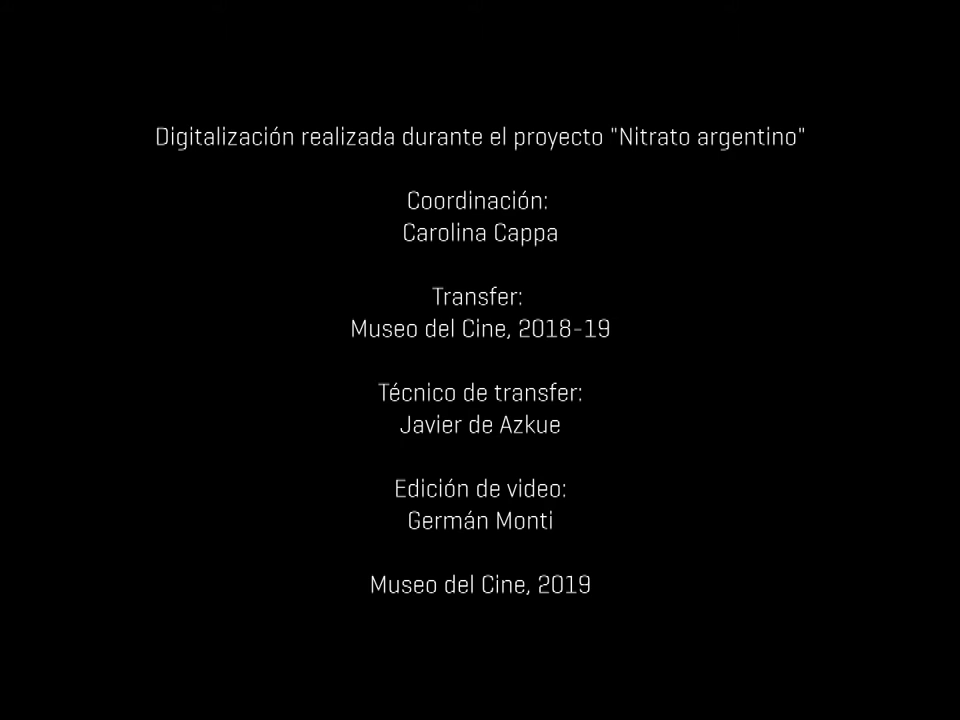 Digitalización realizada durante el proyecto "Nitrato argentino"
Coordinación:
Carolina Cappa
Transfer:
Museo del Cine, 2018-19
Técnico de transfer:
Javier de Azkue
Edición de video:
Germán Monti
Museo del Cine, 2019